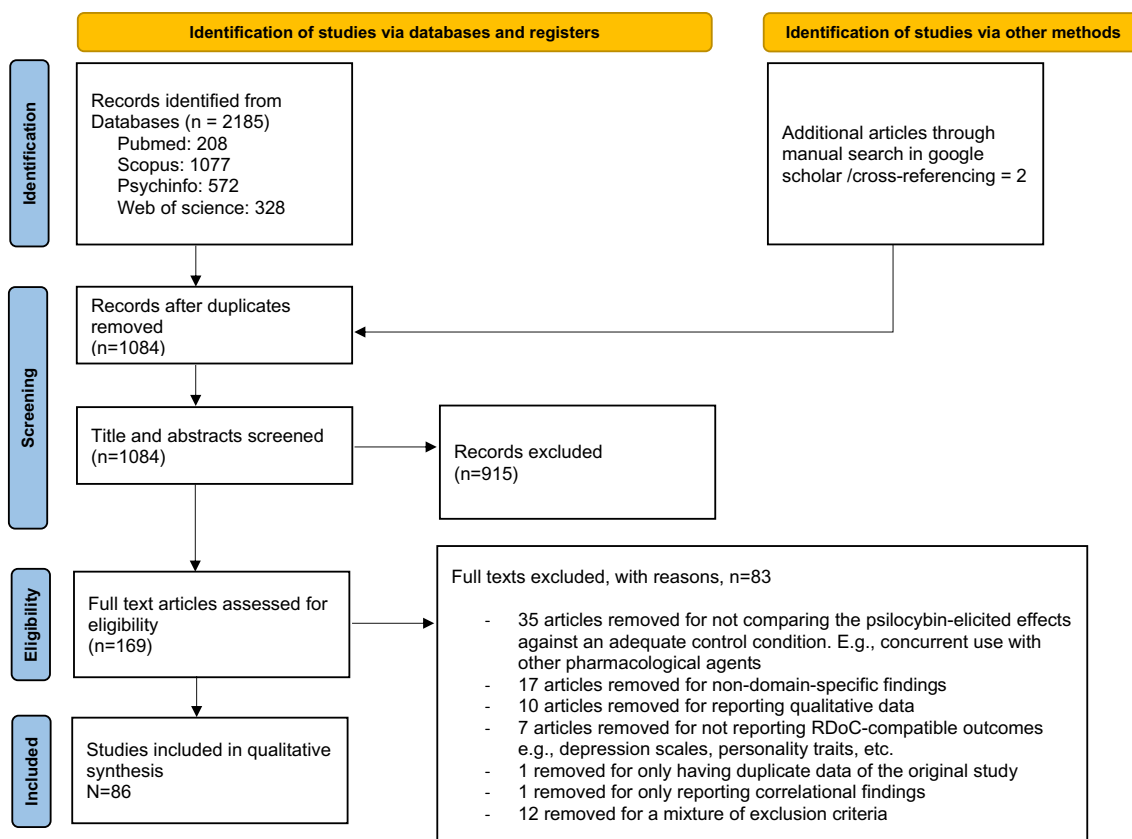 Identification of studies via databases and registers
Identification of studies via other methods
Identification
Records identified from
Databases (n = 2185)
Pubmed: 208
Scopus: 1077
Psychinfo: 572
Web of science: 328
Additional articles through
manual search in google
scholar /cross-referencing = 2
Screening
Records after duplicates
removed
(n=1084)
Title and abstracts screened
(n=1084)
Records excluded
(n=915)
Eligibility
Full text articles assessed for
eligibility
(n=169)
Full texts excluded, with reasons, n=83
- 35 articles removed for not comparing the psilocybin-elicited effects
against an adequate control condition. E.g., concurrent use with
other pharmacological agents
- 17 articles removed for non-domain-specific findings
- 10 articles removed for reporting qualitative data
- 7 articles removed for not reporting RDoC-compatible outcomes
e.g., depression scales, personality traits, etc.
- 1 removed for only having duplicate data of the original study
- 1 removed for only reporting correlational findings
- 12 removed for a mixture of exclusion criteria
Included
Studies included in qualitative
synthesis
N=86